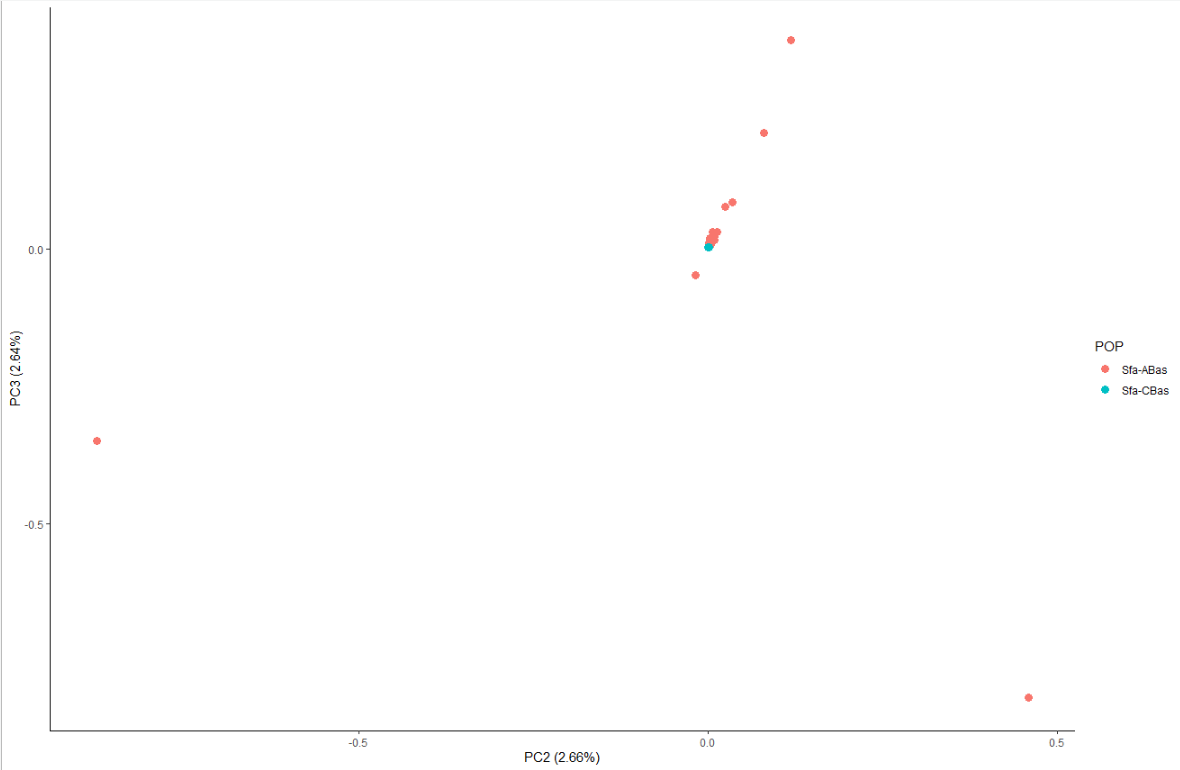 0.0
-0.5
PC3 (2.64%)
-0.5
0.0
0.5
PC2 (2.66%)
POP
Sfa-ABas
Sfa-CBas